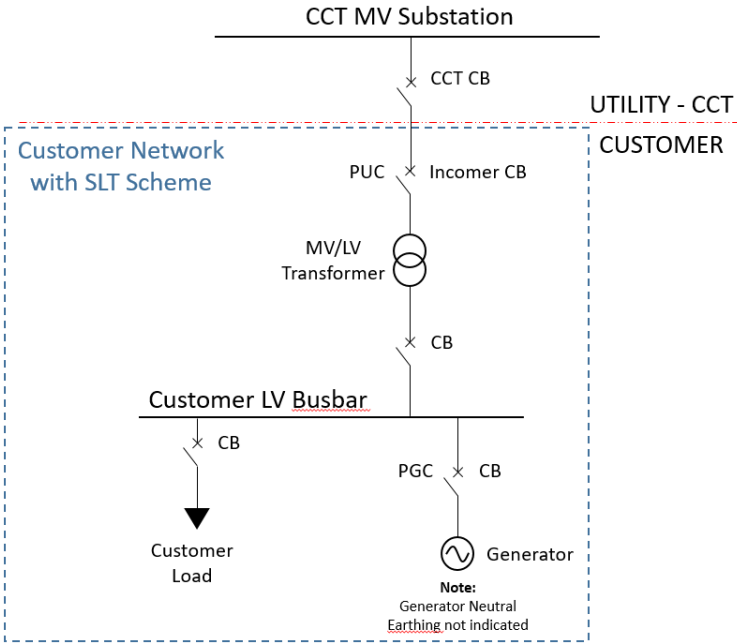 CCT MV Substation
CCT CB
UTILITY - CCT
CUSTOMER
Customer Network
with SLT Scheme
PUC
Incomer CB
MV/LV
Transformer
CB
Customer LV Busbar
CB
PGC
CB
Customer
Load
Generator
Note:
Generator Neutral
Earthing not indicated